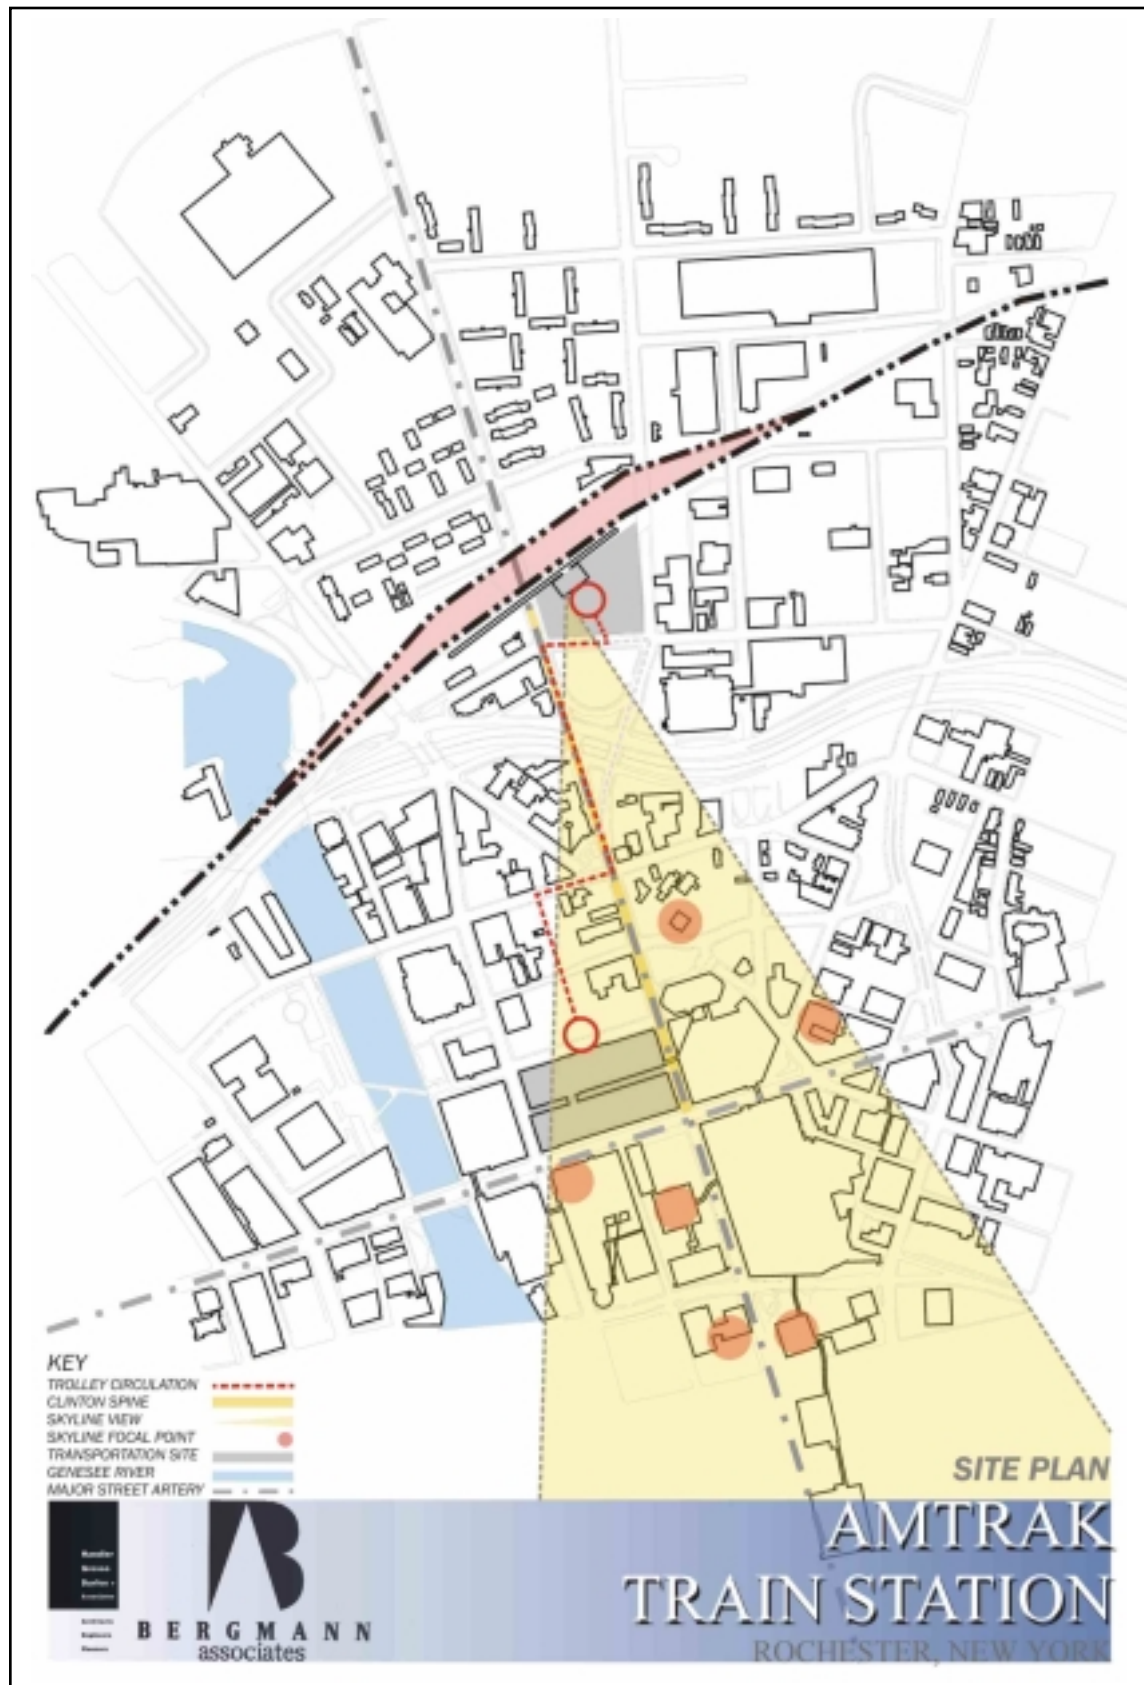 KEY
TROLLEY CIRCULATION
CLINTON SPINE
SKYLINE VIEW
SKYLINE FOCAL POINT
TRANSPORTATION SITE
GENESEE RIVER
MAJOR STREET ARTERY
SITE PLAN
AMTRAK
TRAIN STATION
ROCHESTER, NEW YORK
B
BERGMANN
associates